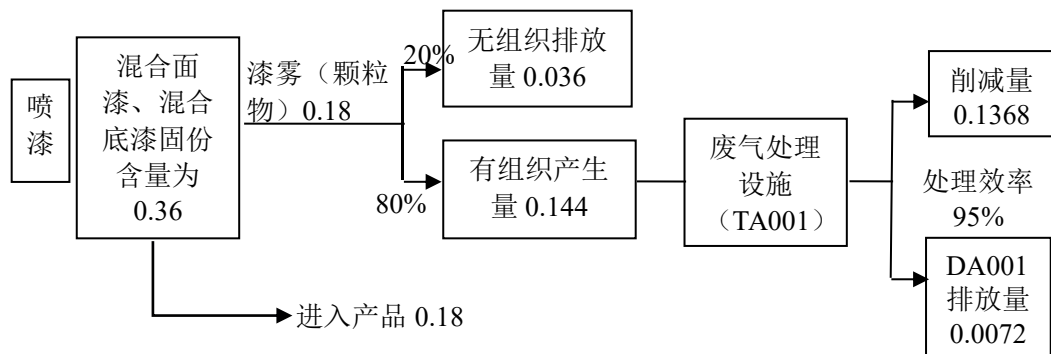 喷
漆
混合面
漆、混合
底漆固份
含量为
0.36
漆雾（颗粒
物）0.18
20%
80%
无组织排放
量 0.036
有组织产生
量 0.144
废气处理
设施
（TA001）
削减量
0.1368
处理效率
95%
DA001
排放量
0.0072
进入产品 0.18